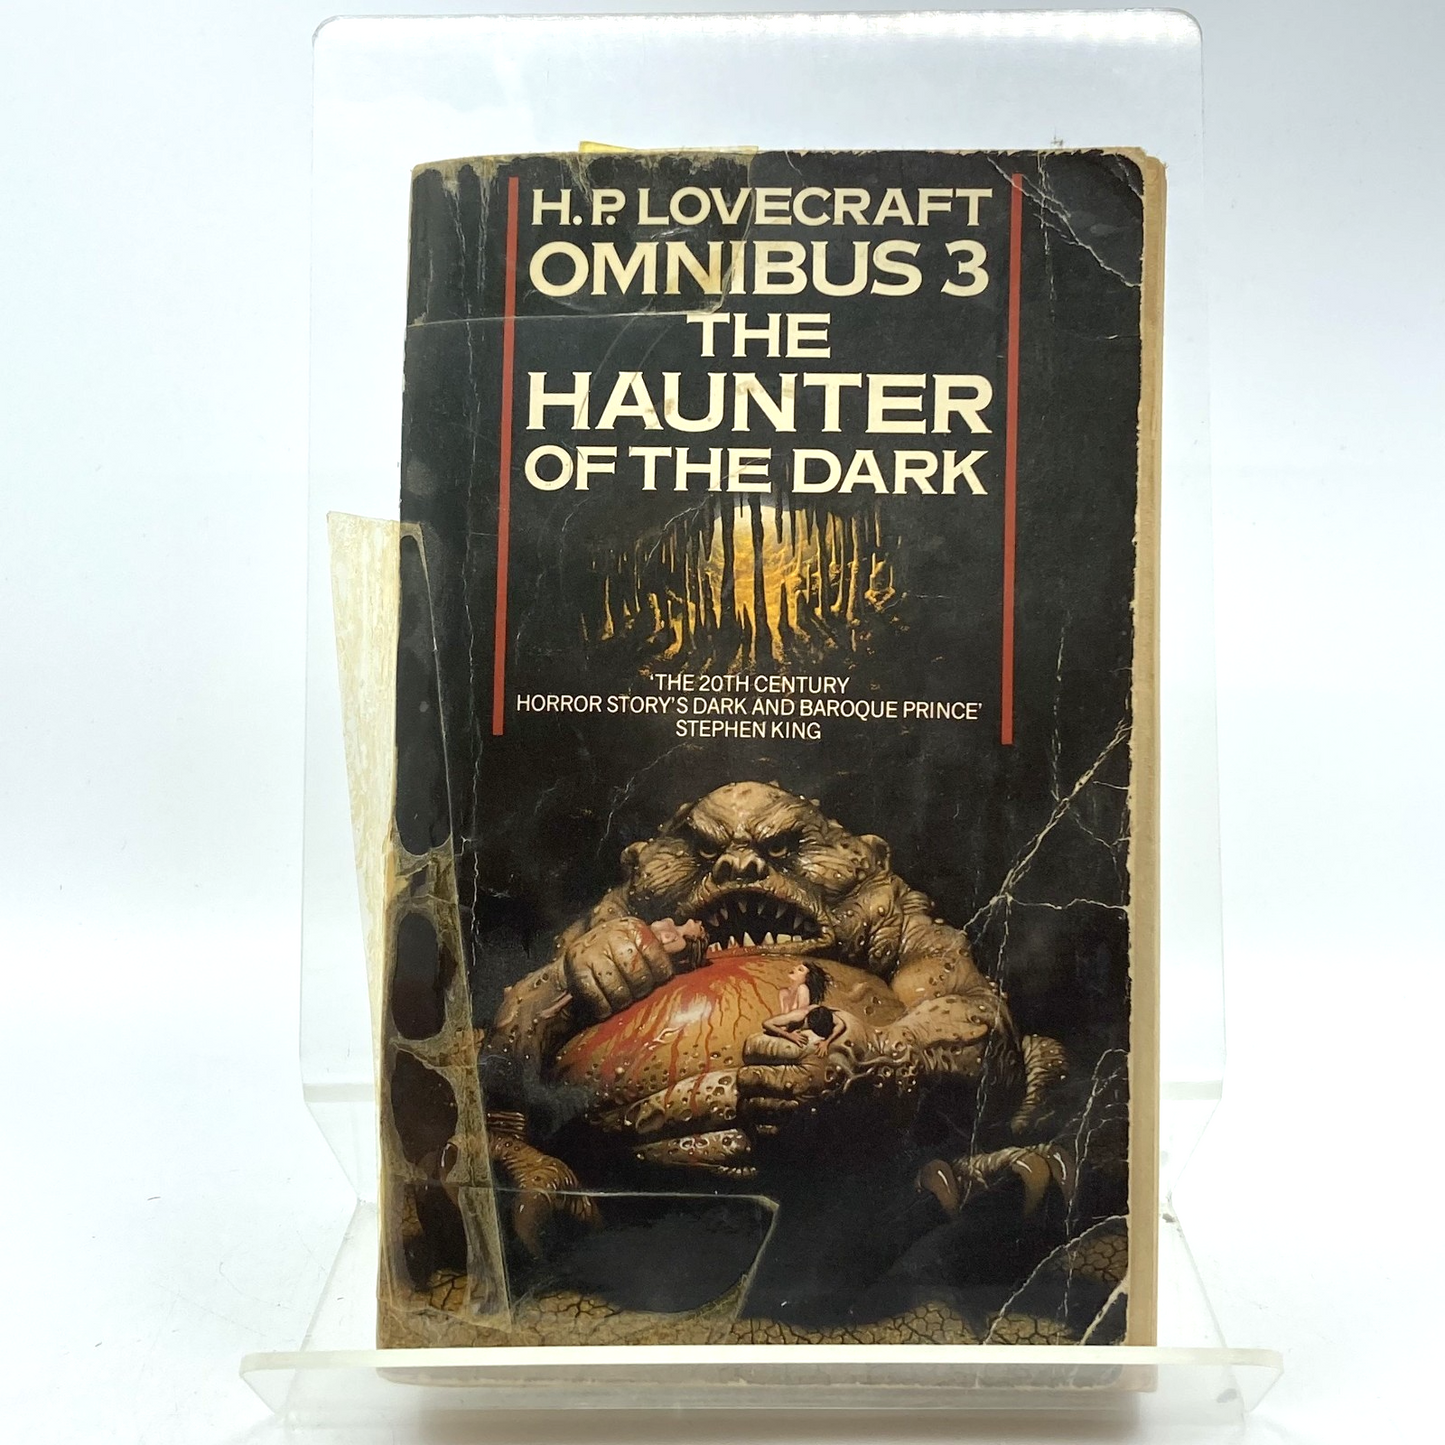 H.P. LOVECRAFT
OMNIBUS 3
THE
HAUNTER
OF THE DARK
'THE 20TH CENTURY
HORROR STORY'S DARK AND BAROQUE PRINCE'
STEPHEN KING